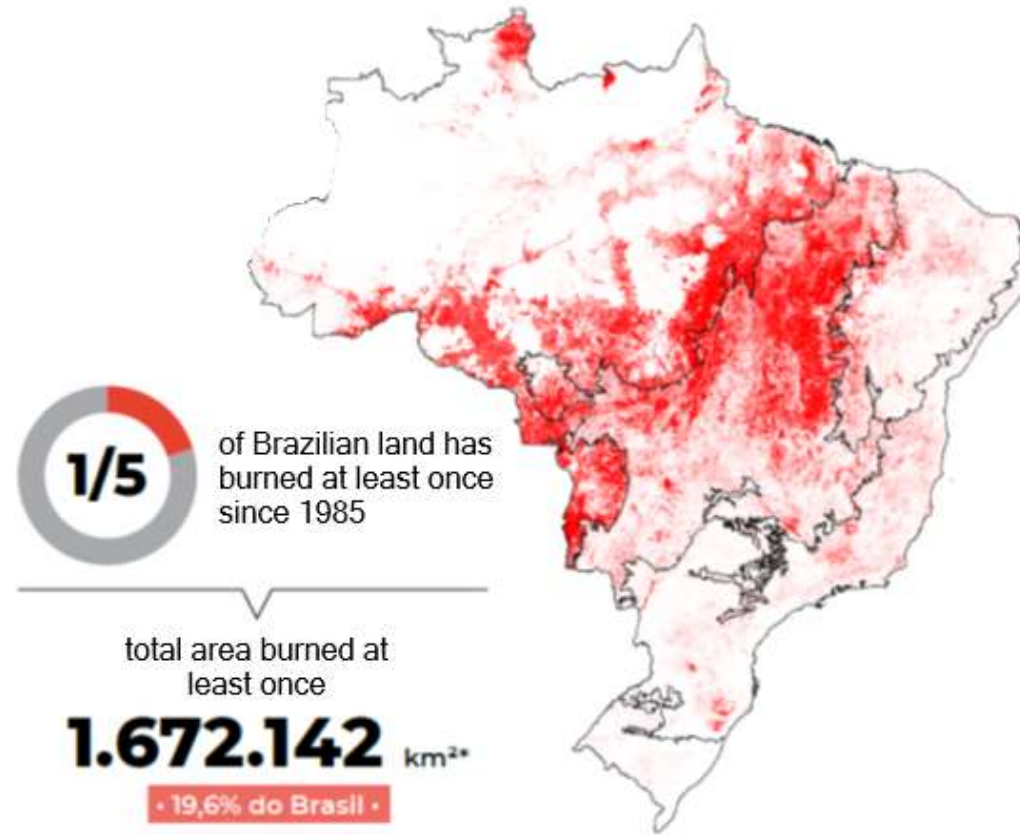 1/5
of Brazilian land has
burned at least once
since 1985
total area burned at
least once
1.672.142 km²*
• 19,6% do Brasil •